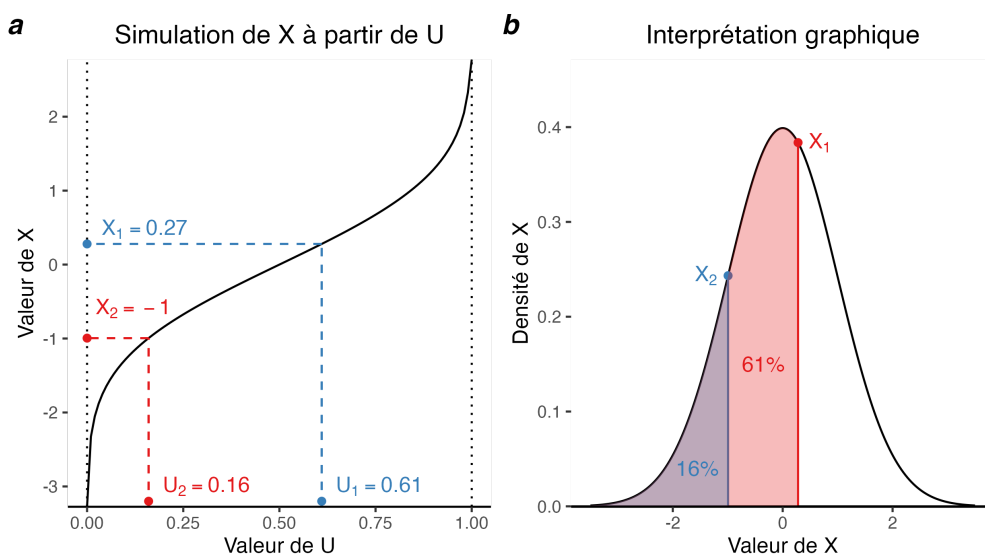 a
Simulation de X à partir de U
Valeur de X
2
1
0
-1
-2
-3
X₁ = 0.27
X₂ = − 1
U₂ = 0.16
U₁ = 0.61
0.00
0.25
0.50
0.75
1.00
Valeur de U
b
Interprétation graphique
Densité de X
0.4
0.3
0.2
0.1
0.0
X₁
X₂
61%
16%
-2
0
2
Valeur de X